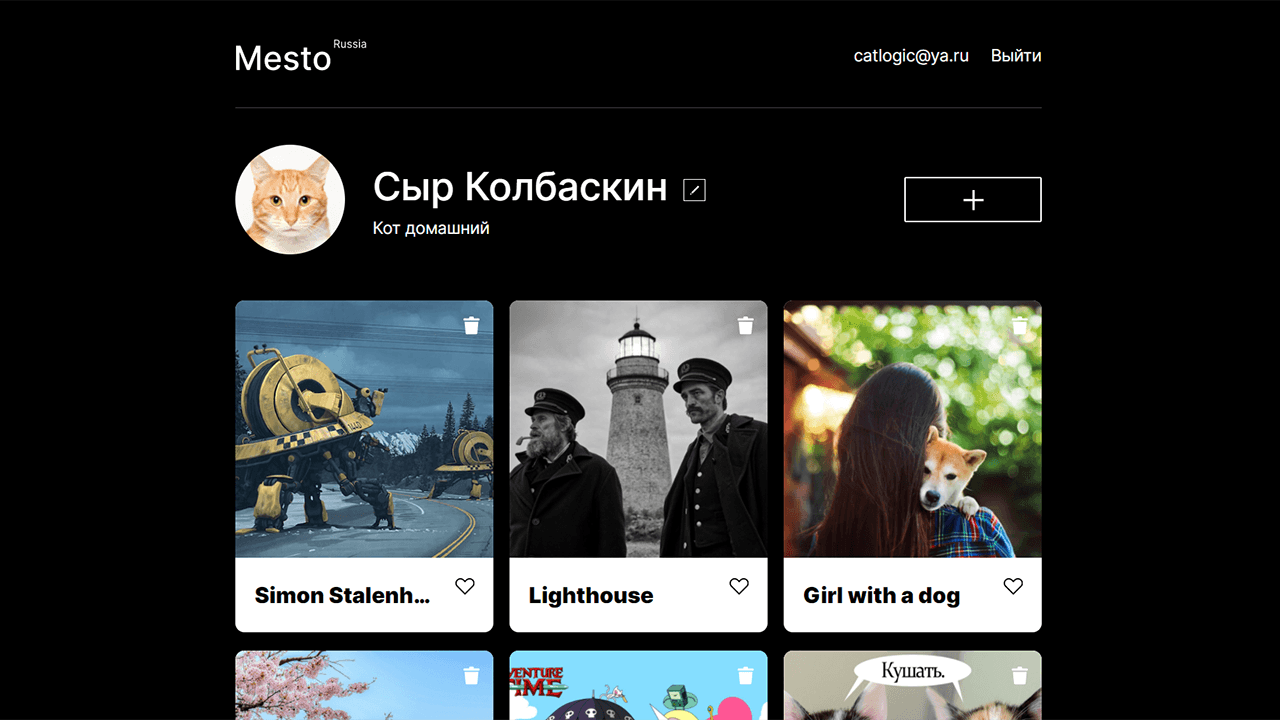 Mesto Russia
catlogic@ya.ru Выйти
Сыр Колбаскин
Кот домашний
1440
Simon Stalenh...
Lighthouse
Girl with a dog
VENTURE
TIME
Кушать.